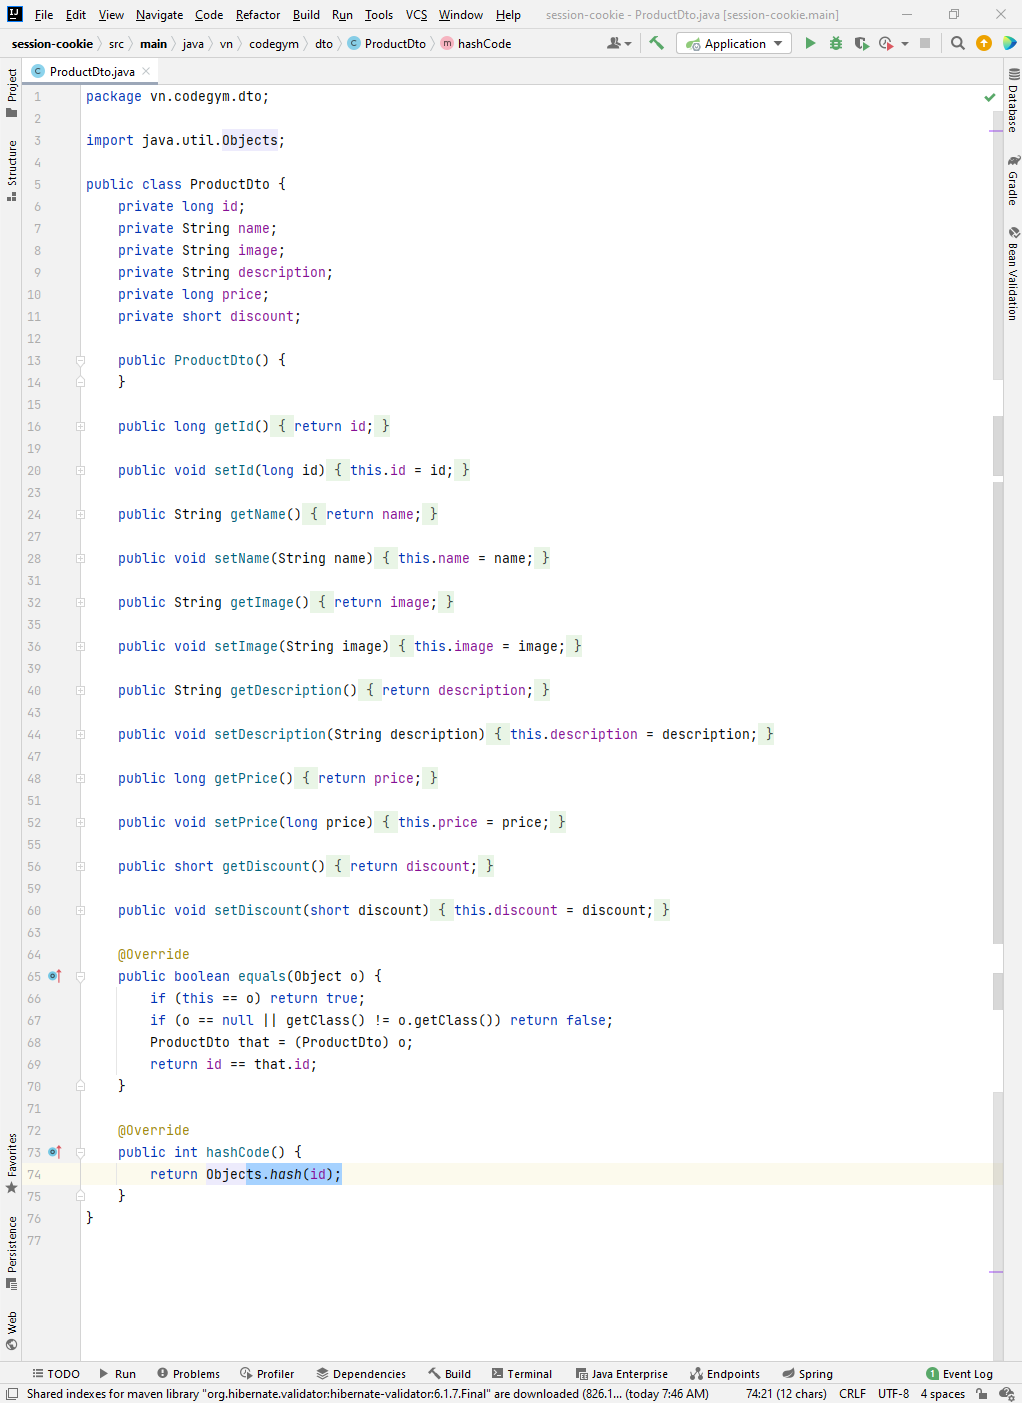 File Edit View Navigate Code Refactor Build Run Tools VCS Window Help session-cookie - ProductDto.java [session-cookie.main]
session-cookie src main java vn codegym dto ProductDto hashCode Application
ProductDto.java
1 package vn.codegym.dto;
2
3 import java.util.Objects;
4
5 public class ProductDto {
6 private long id;
7 private String name;
8 private String image;
9 private String description;
10 private long price;
11 private short discount;
12
13 public ProductDto() {
14 }
15
16 public long getId() { return id; }
19
20 public void setId(long id) { this.id = id; }
23
24 public String getName() { return name; }
27
28 public void setName(String name) { this.name = name; }
31
32 public String getImage() { return image; }
35
36 public void setImage(String image) { this.image = image; }
39
40 public String getDescription() { return description; }
43
44 public void setDescription(String description) { this.description = description; }
47
48 public long getPrice() { return price; }
51
52 public void setPrice(long price) { this.price = price; }
55
56 public short getDiscount() { return discount; }
59
60 public void setDiscount(short discount) { this.discount = discount; }
63
64 @Override
65 public boolean equals(Object o) {
66 if (this == o) return true;
67 if (o == null || getClass() != o.getClass()) return false;
68 ProductDto that = (ProductDto) o;
69 return id == that.id;
70 }
71
72 @Override
73 public int hashCode() {
74 return Objects.hash(id);
75 }
76 }
77
Project
Structure
Favorites
Persistence
Web
Database
Gradle
Bean Validation
TODO Run Problems Profiler Dependencies Build Terminal Java Enterprise Endpoints Spring 1 Event Log
Shared indexes for maven library "org.hibernate.validator:hibernate-validator:6.1.7.Final" are downloaded (826.1... (today 7:46 AM) 74:21 (12 chars) CRLF UTF-8 4 spaces